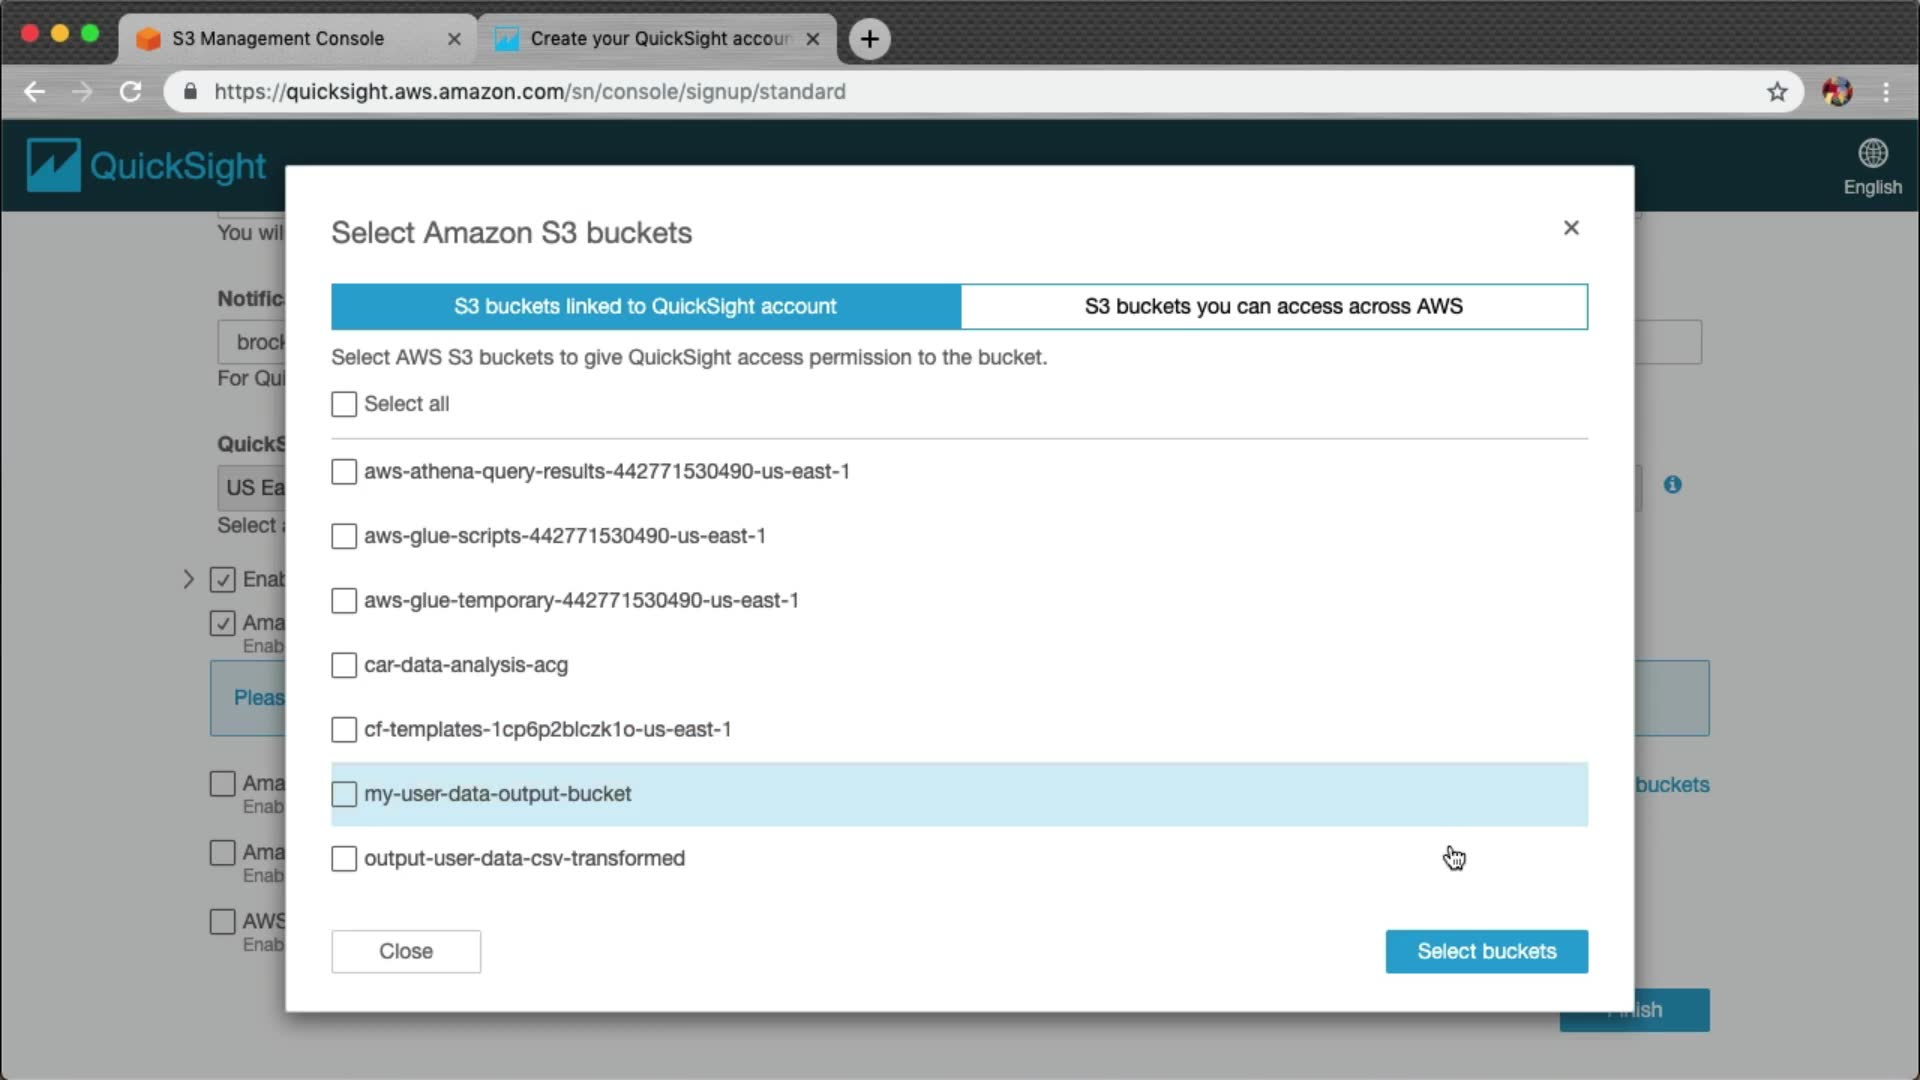 S3 Management Console
Create your QuickSight accoun
https://quicksight.aws.amazon.com/sn/console/signup/standard
QuickSight
English
Select Amazon S3 buckets
You wil
S3 buckets linked to QuickSight account
S3 buckets you can access across AWS
Notific
brock
Select AWS S3 buckets to give QuickSight access permission to the bucket.
For Qui
Select all
QuickS
aws-athena-query-results-442771530490-us-east-1
US Ea
Select a
aws-glue-scripts-442771530490-us-east-1
Enab
aws-glue-temporary-442771530490-us-east-1
Ama
Enab
car-data-analysis-acg
Pleas
cf-templates-1cp6p2blczk1o-us-east-1
Ama
Enab
my-user-data-output-bucket
buckets
Ama
Enab
output-user-data-csv-transformed
AWS
Enab
Close
Select buckets
Finish